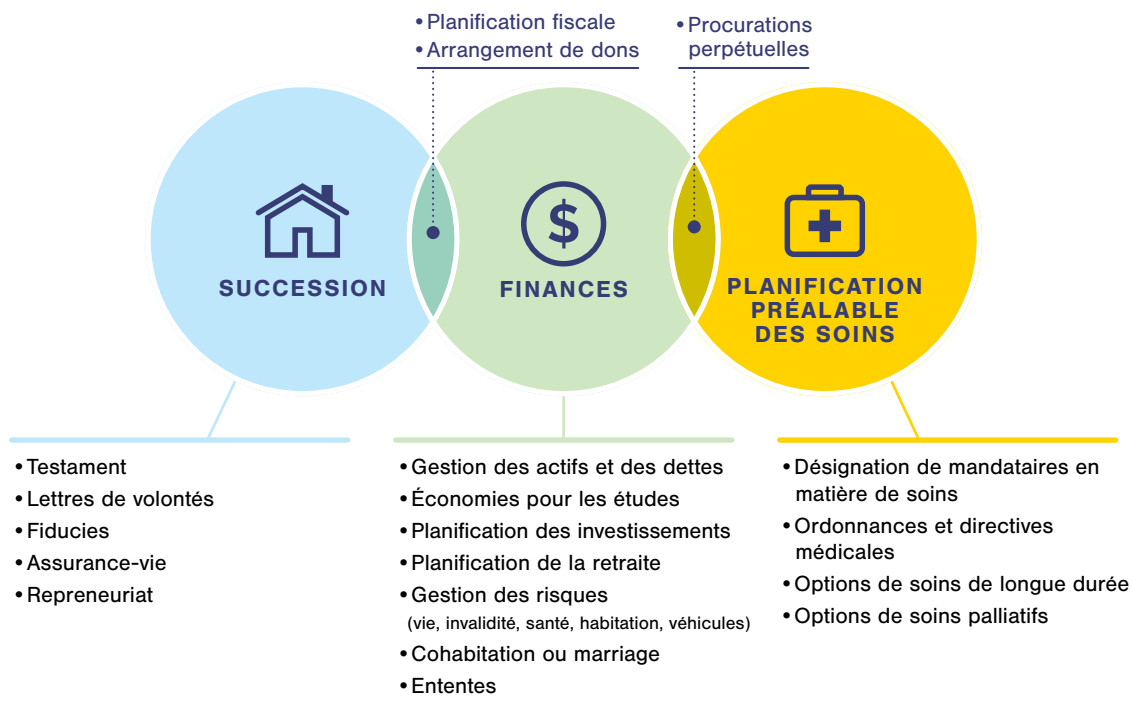 • Planification fiscale
• Arrangement de dons
• Procurations
perpétuelles
$
SUCCESSION
FINANCES
PLANIFICATION
PRÉALABLE
DES SOINS
• Testament
• Lettres de volontés
• Fiducies
• Assurance-vie
• Repreneuriat
• Gestion des actifs et des dettes
• Économies pour les études
• Planification des investissements
• Planification de la retraite
• Gestion des risques
(vie, invalidité, santé, habitation, véhicules)
• Cohabitation ou marriage
• Ententes
• Désignation de mandataires en
matière de soins
• Ordonnances et directives
médicales
• Options de soins de longue durée
• Options de soins palliatifs